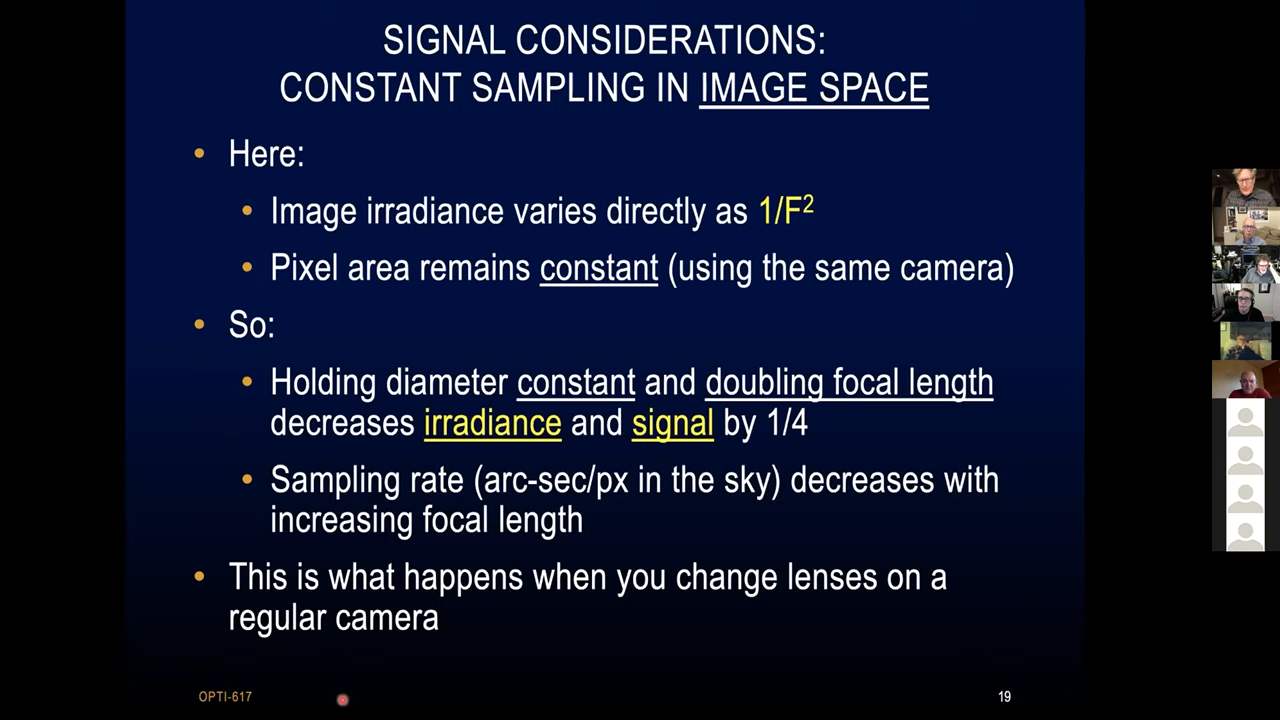 SIGNAL CONSIDERATIONS:
CONSTANT SAMPLING IN IMAGE SPACE
• Here:
• Image irradiance varies directly as 1/F²
• Pixel area remains constant (using the same camera)
• So:
• Holding diameter constant and doubling focal length
decreases irradiance and signal by 1/4
• Sampling rate (arc-sec/px in the sky) decreases with
increasing focal length
• This is what happens when you change lenses on a
regular camera
OPTI-617
19